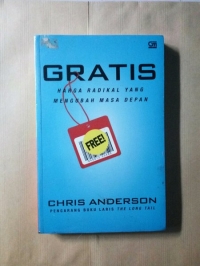 GRATIS
HARGA RADIKAL YANG
MENGUBAH MASA DEPAN
FREE!
CHRIS ANDERSON
PENGARANG BUKU LARIS THE LONG TAIL